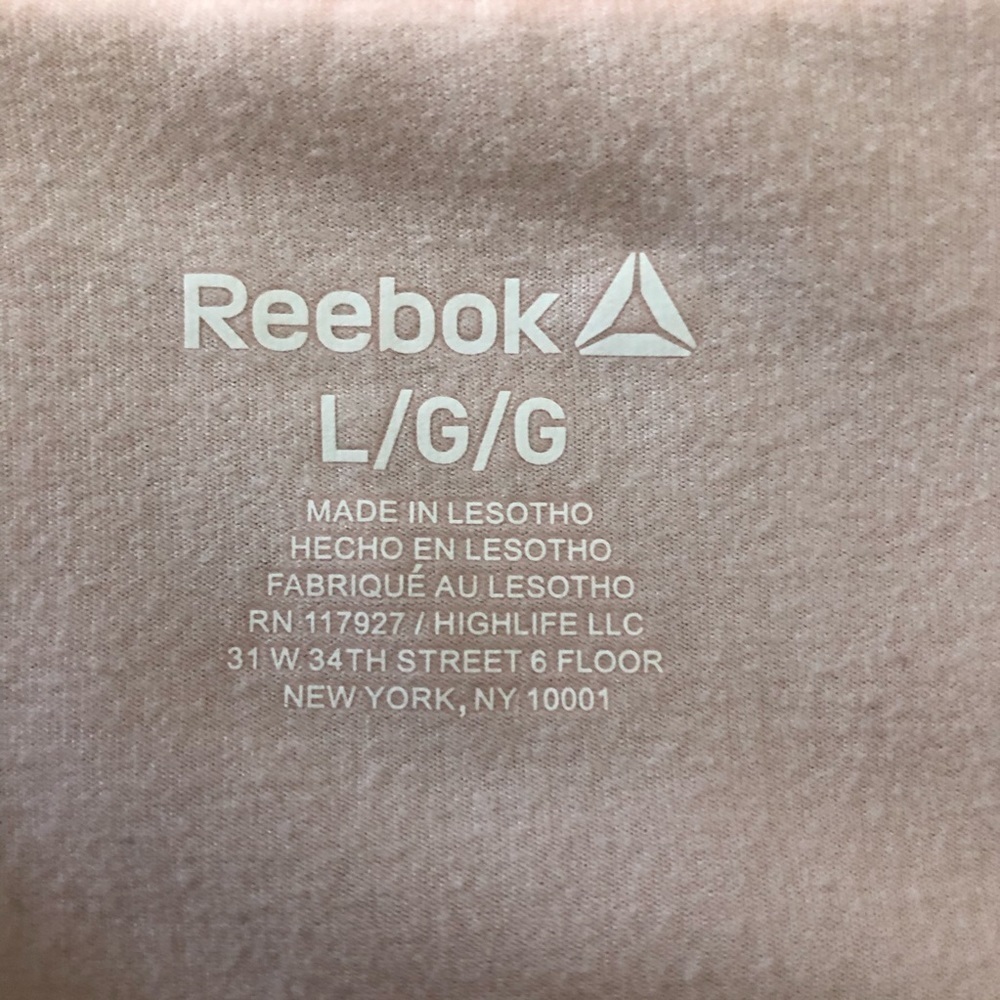 Reebok
L/G/G
MADE IN LESOTHO
HECHO EN LESOTHO
FABRIQUÉ AU LESOTHO
RN 117927 / HIGHLIFE LLC
31 W 34TH STREET 6 FLOOR
NEW YORK, NY 10001